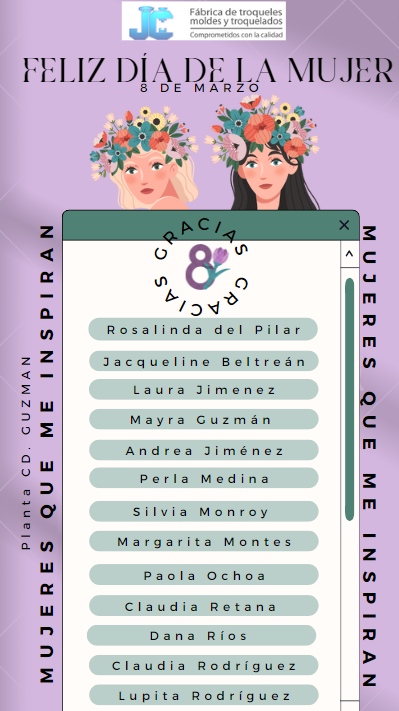 JC
Fábrica de troqueles
moldes y troquelados
Comprometidos con la calidad
FELIZ DÍA DE LA MUJER
8 DE MARZO
GRACIAS GRACIAS GRACIAS
8
Rosalinda del Pilar
Jacqueline Beltreán
Laura Jimenez
Mayra Guzmán
Andrea Jiménez
Perla Medina
Silvia Monroy
Margarita Montes
Paola Ochoa
Claudia Retana
Dana Ríos
Claudia Rodríguez
Lupita Rodríguez
Planta CD. GUZMAN
MUJERES QUE ME INSPIRAN
MUJERES QUE ME INSPIRAN